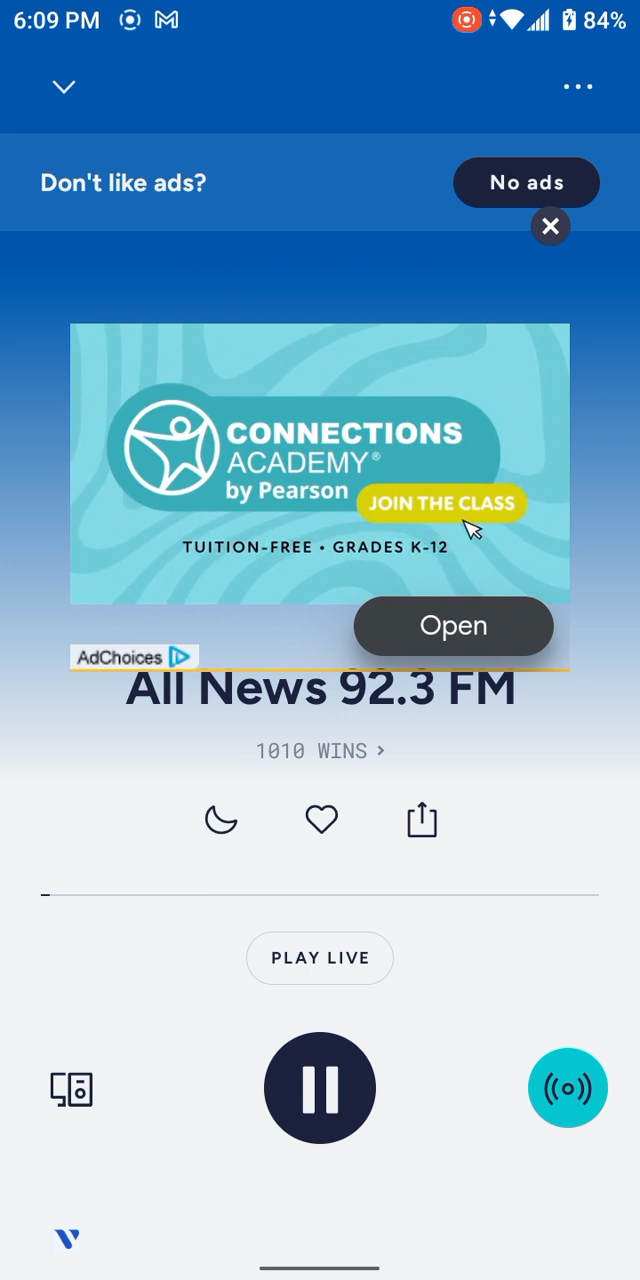 6:09 PM
84%
Don't like ads?
No ads
CONNECTIONS
ACADEMY®
by Pearson
JOIN THE CLASS
TUITION-FREE • GRADES K-12
Open
AdChoices
All News 92.3 FM
1010 WINS >
PLAY LIVE